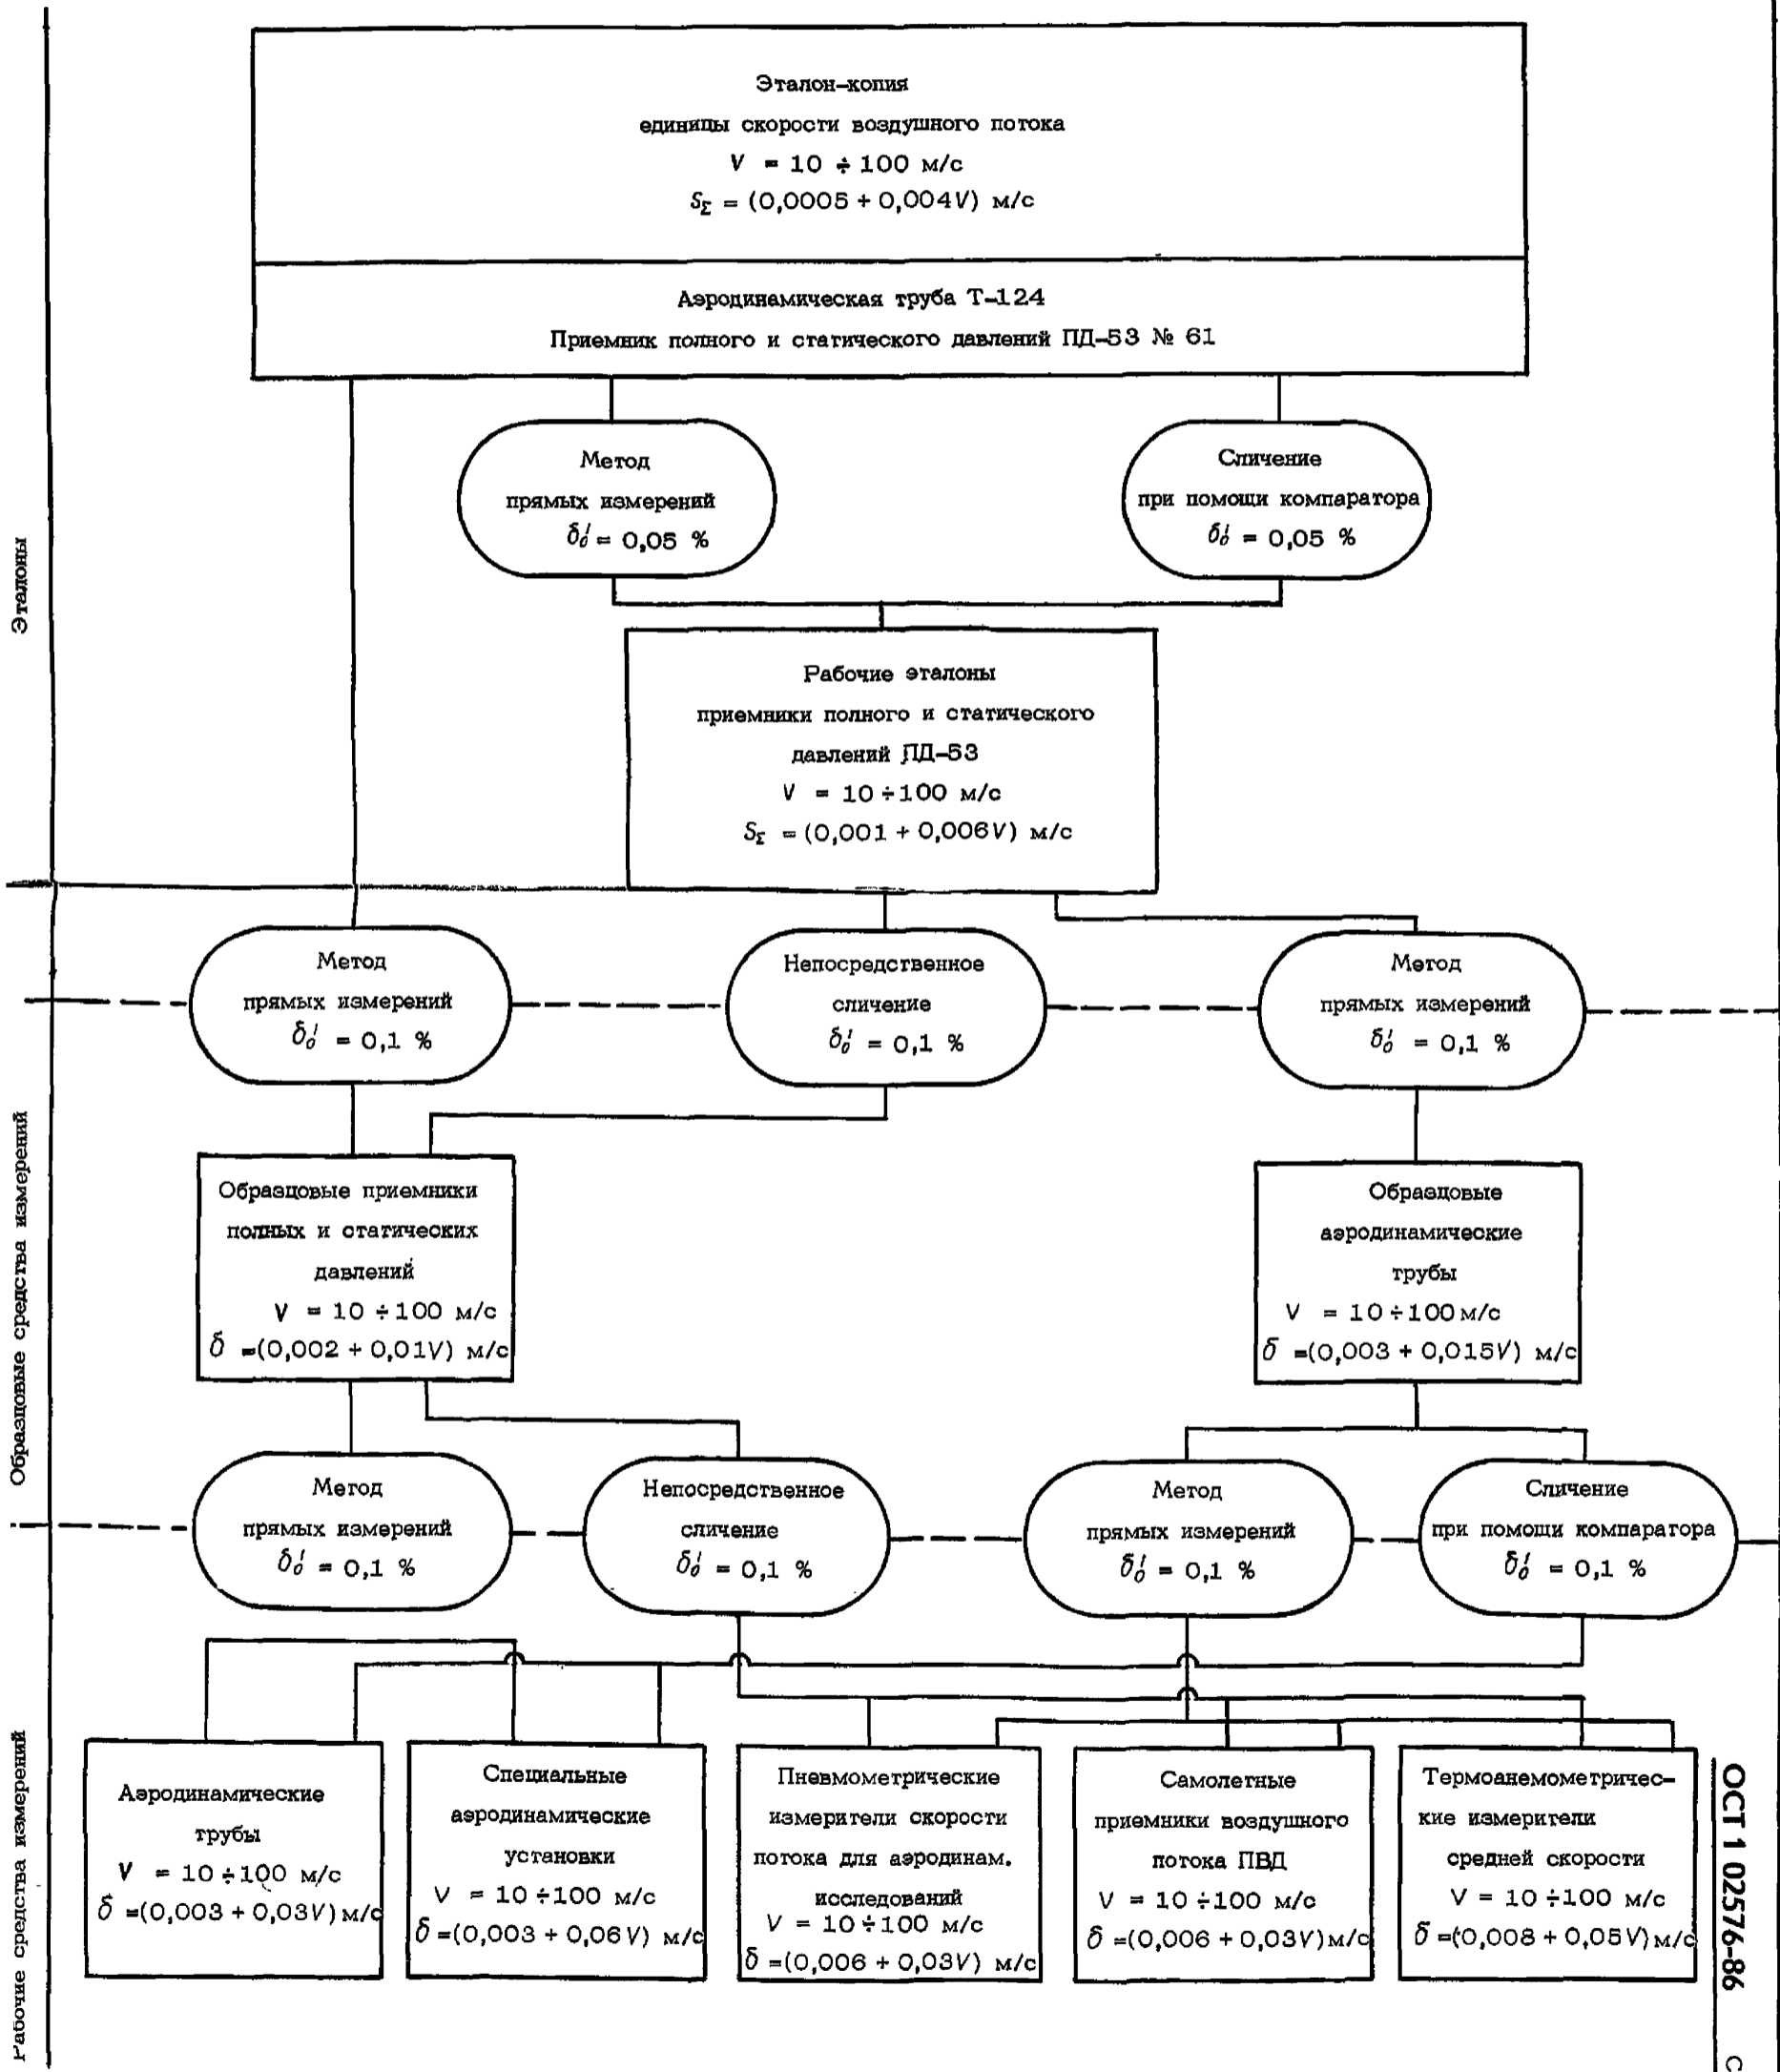 Эталон-копия
единицы скорости воздушного потока
V = 10 ÷ 100 м/с
S_Σ = (0,0005 + 0,004V) м/с
Аэродинамическая труба Т-124
Приемник полного и статического давлений ПД-53 № 61
Метод
прямых измерений
δ₀′ = 0,05 %
Сличение
при помощи компаратора
δ₀′ = 0,05 %
Эталоны
Рабочие эталоны
приемники полного и статического
давлений ПД-53
V = 10÷100 м/с
S_Σ = (0,001 + 0,006V) м/с
Метод
прямых измерений
δ₀′ = 0,1 %
Непосредственное
сличение
δ₀′ = 0,1 %
Метод
прямых измерений
δ₀′ = 0,1 %
Образцовые средства измерений
Образцовые приемники
полных и статических
давлений
V = 10 ÷100 м/с
δ =(0,002 + 0,01V) м/с
Образцовые
аэродинамические
трубы
V = 10÷100 м/с
δ =(0,003 + 0,015V) м/с
Метод
прямых измерений
δ₀′ = 0,1 %
Непосредственное
сличение
δ₀′ = 0,1 %
Метод
прямых измерений
δ₀′ = 0,1 %
Сличение
при помощи компаратора
δ₀′ = 0,1 %
Рабочие средства измерений
Аэродинамические
трубы
V = 10÷100 м/с
δ =(0,003 + 0,03V) м/с
Специальные
аэродинамические
установки
V = 10÷100 м/с
δ =(0,003 + 0,06V) м/с
Пневмометрические
измерители скорости
потока для аэродинам.
исследований
V = 10÷100 м/с
δ =(0,006 + 0,03V) м/с
Самолетные
приемники воздушного
потока ПВД
V = 10÷100 м/с
δ =(0,006 + 0,03V) м/с
Термоанемометричес-
кие измерители
средней скорости
V = 10÷100 м/с
δ =(0,008 + 0,05V) м/с
ОСТ 1 02576-86 С